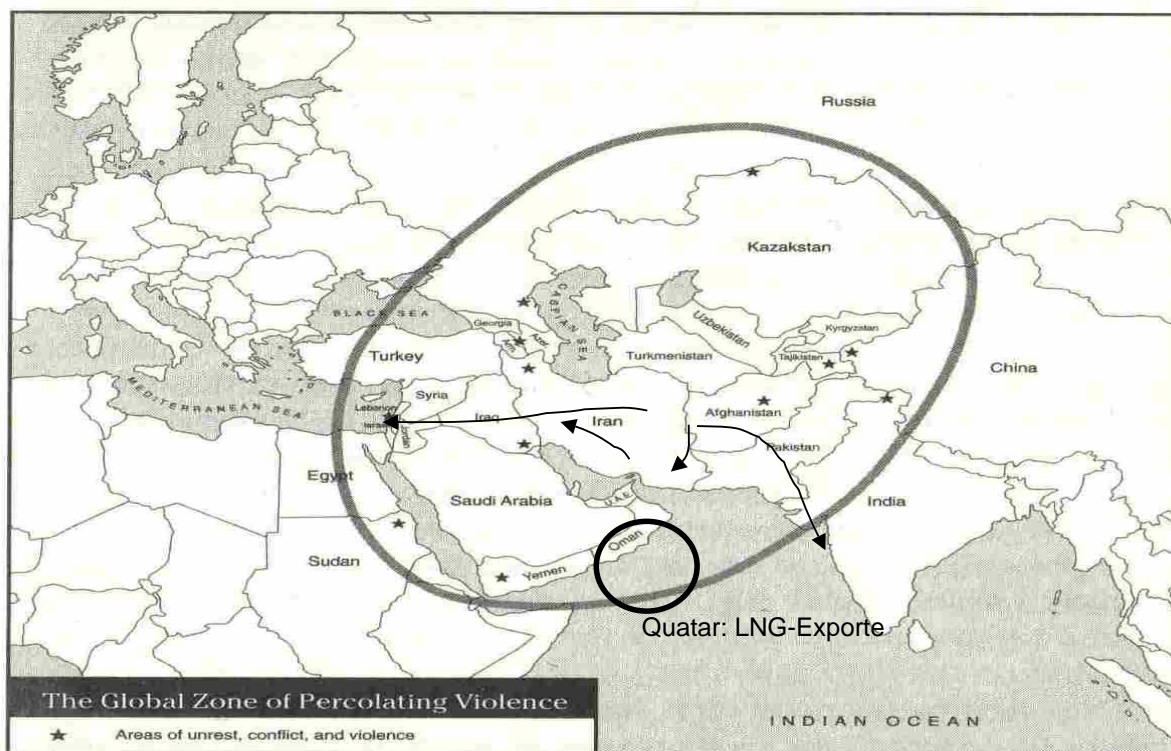 Russia
Kazakstan
BLACK SEA
CASPIAN SEA
Georgia
Arm.
Azer.
Uzbekistan
Kyrgyzstan
Turkey
Turkmenistan
Tajikistan
China
MEDITERRANEAN SEA
Syria
Lebanon
Israel
Jordan
Iraq
Iran
Afghanistan
Pakistan
Egypt
Saudi Arabia
U.A.E.
India
Oman
Sudan
Yemen
Quatar: LNG-Exporte
The Global Zone of Percolating Violence
★ Areas of unrest, conflict, and violence
INDIAN OCEAN